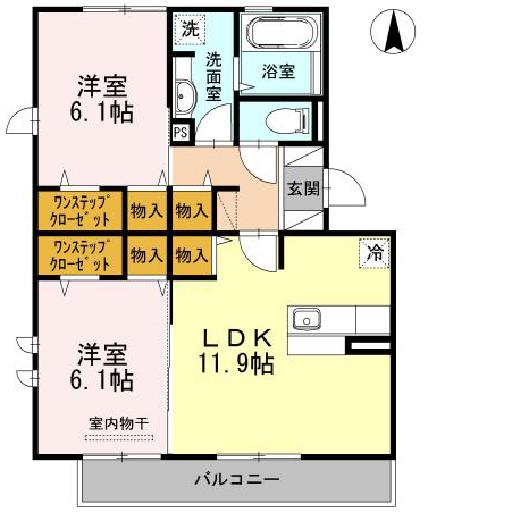 洗
洗面室
浴室
洋室
6.1帖
PS
玄関
ワンステップ
クローゼット
物入
物入
ワンステップ
クローゼット
物入
物入
冷
LDK
11.9帖
洋室
6.1帖
室内物干
バルコニー